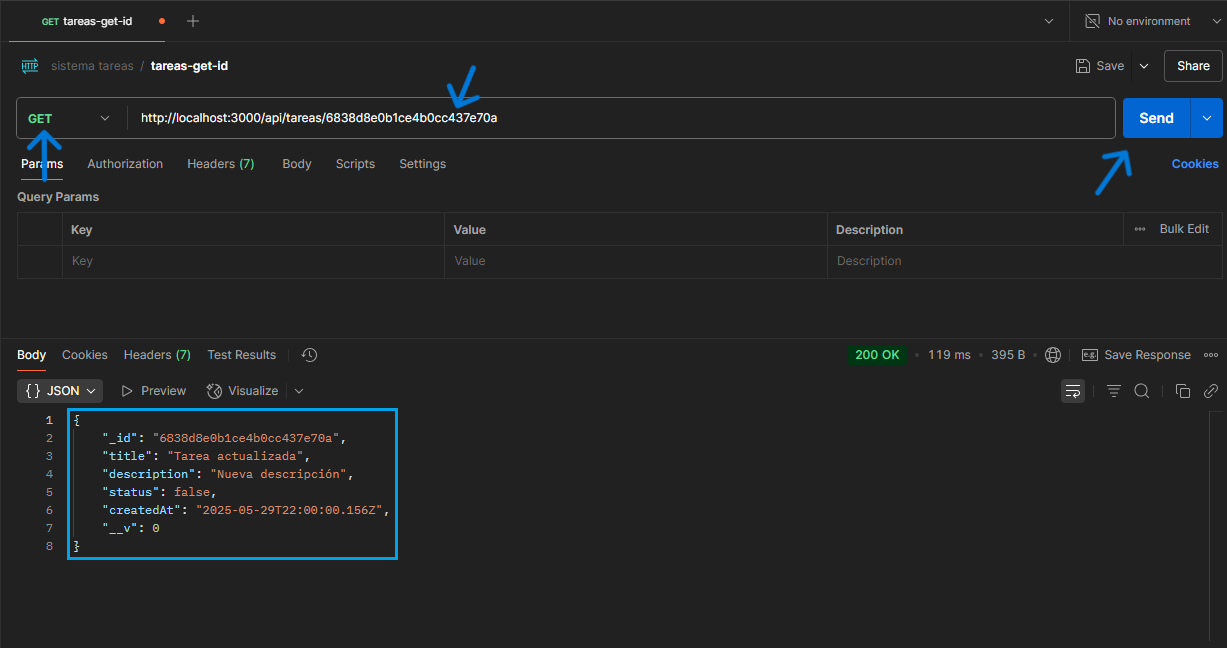 GET tareas-get-id
No environment
HTTP sistema tareas / tareas-get-id
Save
Share
GET http://localhost:3000/api/tareas/6838d8e0b1ce4b0cc437e70a
Send
Params Authorization Headers (7) Body Scripts Settings
Cookies
Query Params
Key Value Description Bulk Edit
Key Value Description
Body Cookies Headers (7) Test Results
200 OK • 119 ms • 395 B
e.g. Save Response
{} JSON Preview Visualize
1 {
2 "_id": "6838d8e0b1ce4b0cc437e70a",
3 "title": "Tarea actualizada",
4 "description": "Nueva descripción",
5 "status": false,
6 "createdAt": "2025-05-29T22:00:00.156Z",
7 "__v": 0
8 }